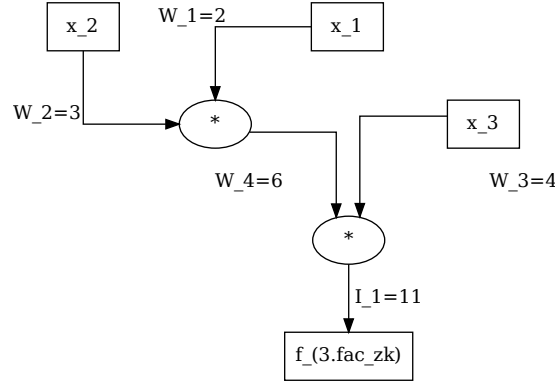 x_2
W_1=2
x_1
W_2=3
*
x_3
W_4=6
W_3=4
*
I_1=11
f_(3.fac_zk)